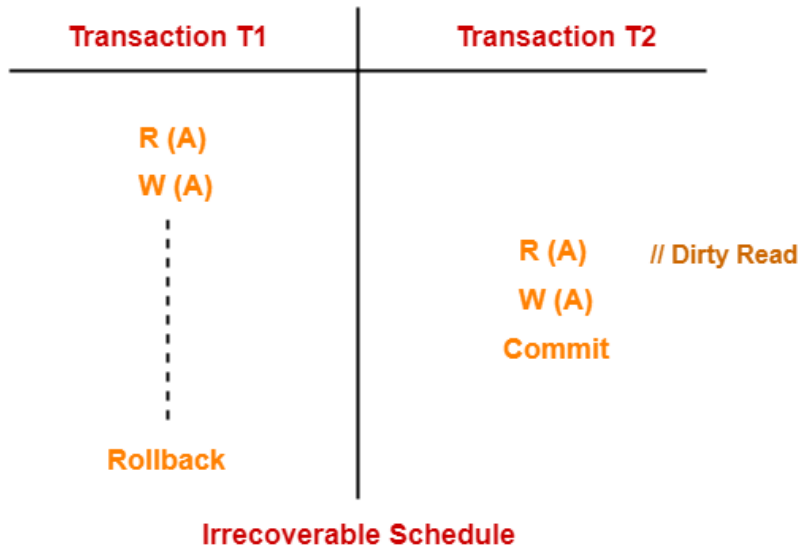 Transaction T1
Transaction T2
R (A)
W (A)
R (A) // Dirty Read
W (A)
Commit
Rollback
Irrecoverable Schedule